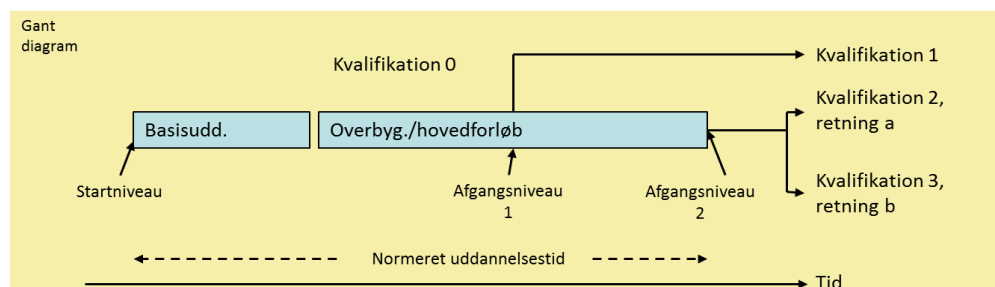 Gant
diagram
Kvalifikation 0
Kvalifikation 1
Kvalifikation 2,
retning a
Basisudd.
Overbyg./hovedforløb
Kvalifikation 3,
retning b
Startniveau
Afgangsniveau
1
Afgangsniveau
2
Normeret uddannelsestid
Tid